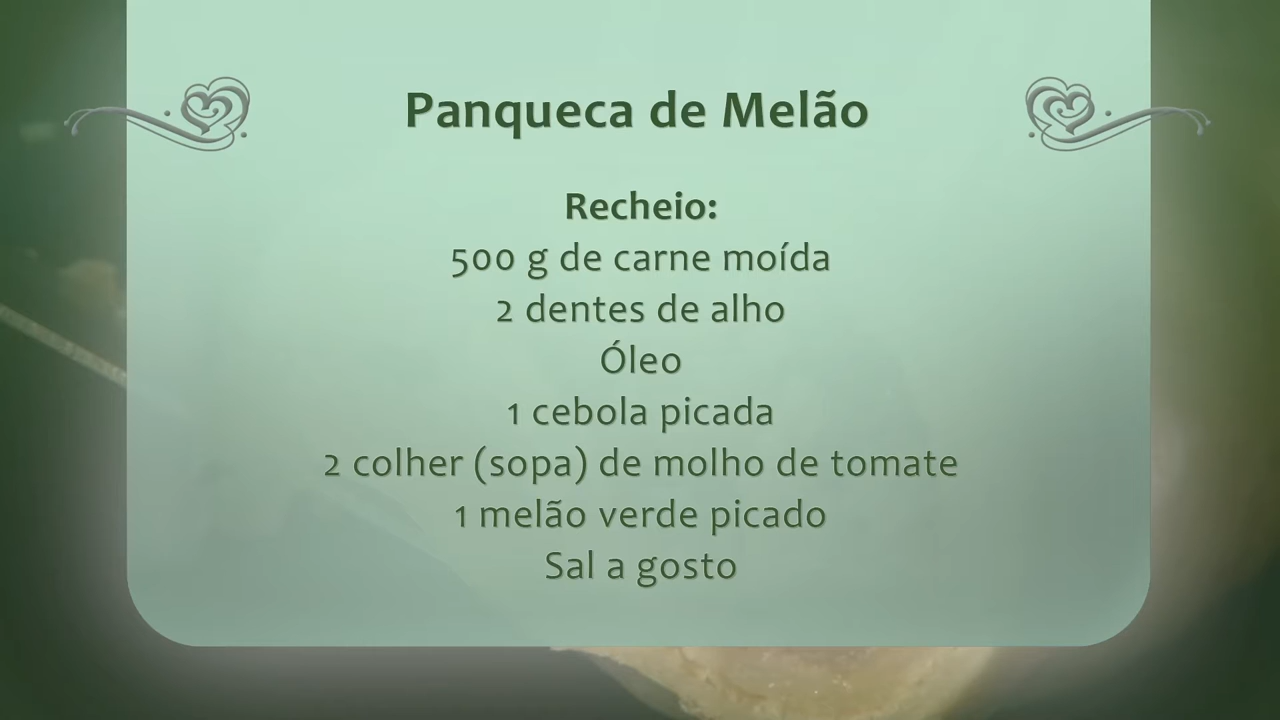 Panqueca de Melão
Recheio:
500 g de carne moída
2 dentes de alho
Óleo
1 cebola picada
2 colher (sopa) de molho de tomate
1 melão verde picado
Sal a gosto